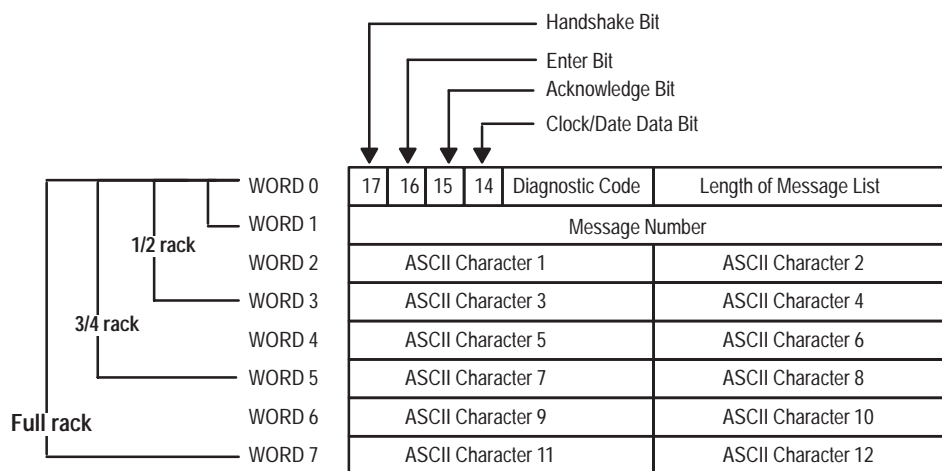 Handshake Bit
Enter Bit
Acknowledge Bit
Clock/Date Data Bit
WORD 0 17 16 15 14 Diagnostic Code Length of Message List
WORD 1 Message Number
1/2 rack
WORD 2 ASCII Character 1 ASCII Character 2
WORD 3 ASCII Character 3 ASCII Character 4
3/4 rack
WORD 4 ASCII Character 5 ASCII Character 6
WORD 5 ASCII Character 7 ASCII Character 8
Full rack
WORD 6 ASCII Character 9 ASCII Character 10
WORD 7 ASCII Character 11 ASCII Character 12